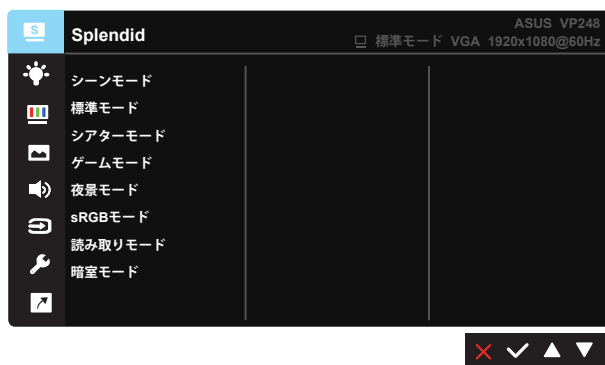 S
Splendid
ASUS VP248
標準モード VGA 1920x1080@60Hz
シーンモード
標準モード
シアターモード
ゲームモード
夜景モード
sRGBモード
読み取りモード
暗室モード